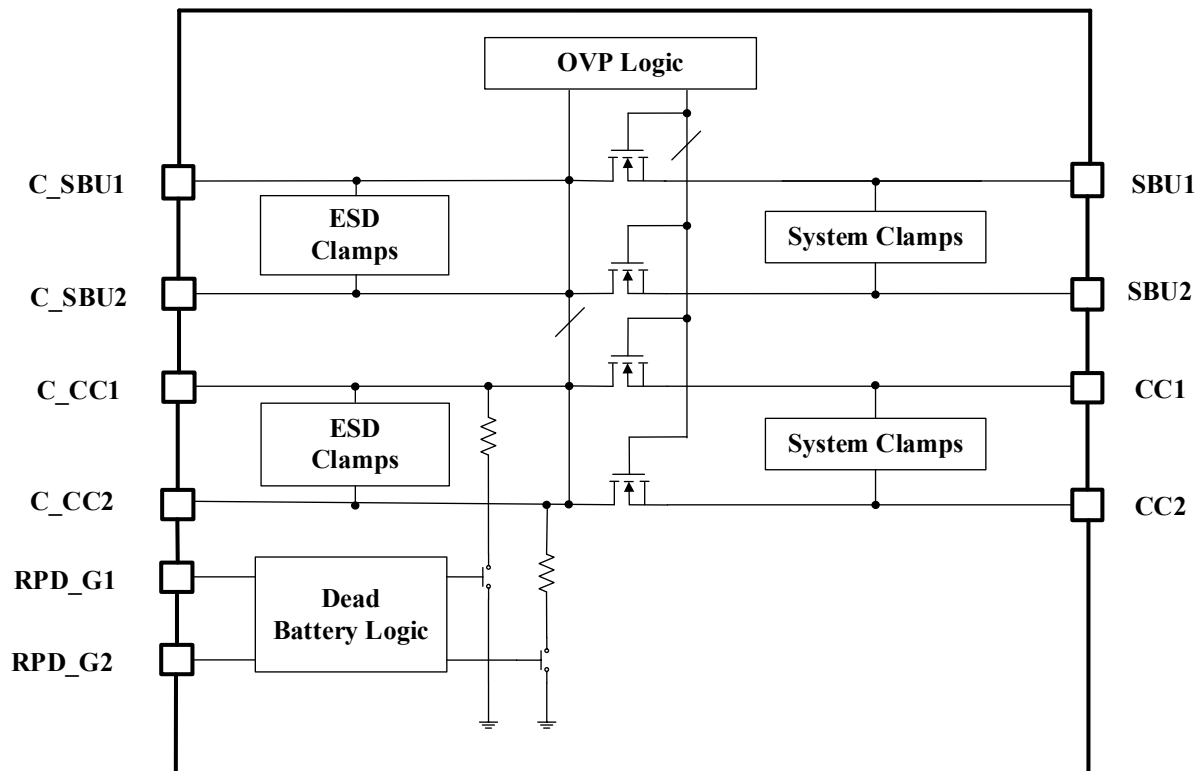 OVP Logic
C_SBU1
SBU1
ESD
Clamps
System Clamps
C_SBU2
SBU2
C_CC1
CC1
ESD
Clamps
System Clamps
C_CC2
CC2
RPD_G1
Dead
Battery Logic
RPD_G2